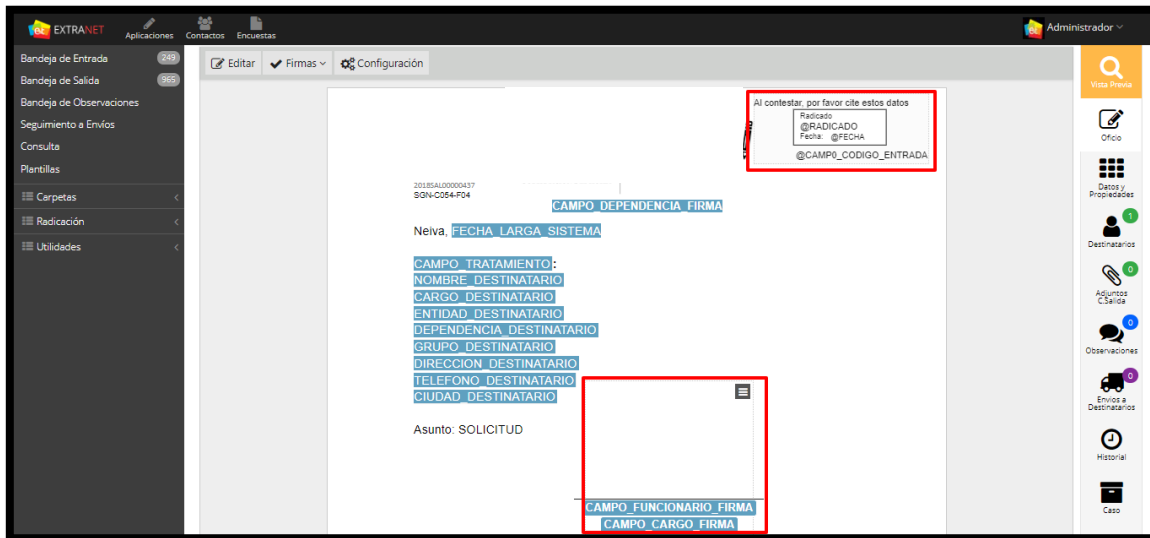 EXTRANET
Aplicaciones
Contactos
Encuestas
Administrador
Bandeja de Entrada 249
Bandeja de Salida 965
Bandeja de Observaciones
Seguimiento a Envíos
Consulta
Plantillas
Carpetas
Radicación
Utilidades
Editar
Firmas
Configuración
Al contestar, por favor cite estos datos
Radicado
@RADICADO
Fecha: @FECHA
@CAMP0_CODIGO_ENTRADA
2018SAL00000437
SGN-C054-F04
CAMPO_DEPENDENCIA_FIRMA
Neiva, FECHA_LARGA_SISTEMA
CAMPO_TRATAMIENTO:
NOMBRE_DESTINATARIO
CARGO_DESTINATARIO
ENTIDAD_DESTINATARIO
DEPENDENCIA_DESTINATARIO
GRUPO_DESTINATARIO
DIRECCION_DESTINATARIO
TELEFONO_DESTINATARIO
CIUDAD_DESTINATARIO
Asunto: SOLICITUD
CAMPO_FUNCIONARIO_FIRMA
CAMPO_CARGO_FIRMA
Vista Previa
Oficio
Datos y
Propiedades
1
Destinatarios
0
Adjuntos
C.Salida
0
Observaciones
0
Envios a
Destinatarios
Historial
Caso